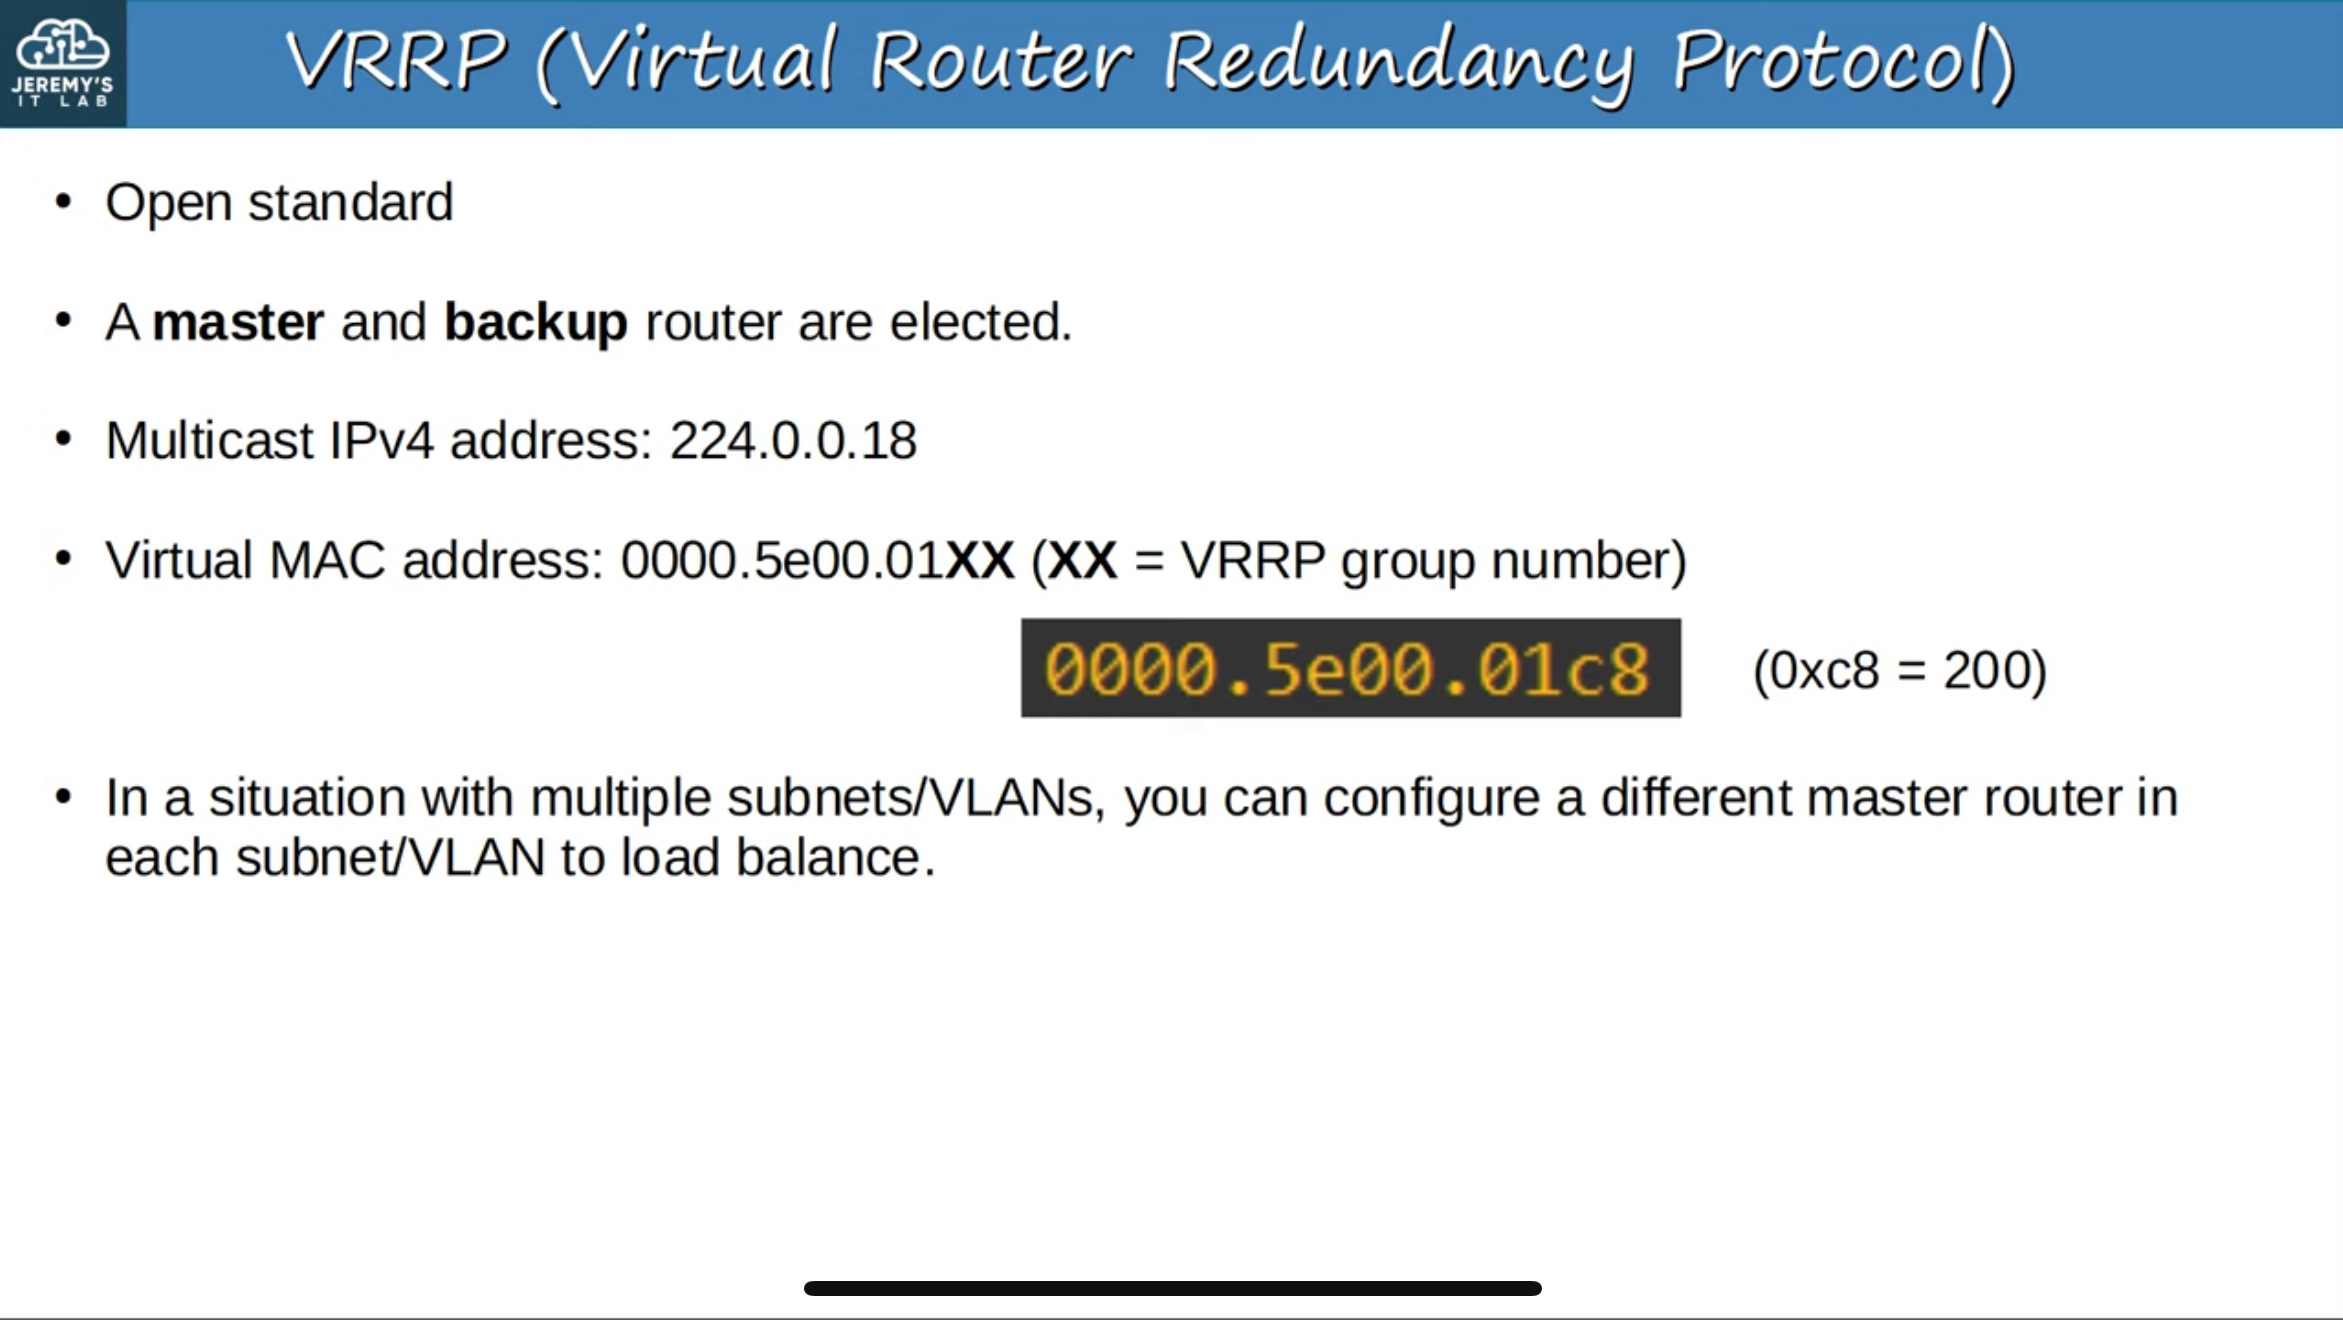 JEREMY'S
IT LAB
VRRP (Virtual Router Redundancy Protocol)
• Open standard
• A master and backup router are elected.
• Multicast IPv4 address: 224.0.0.18
• Virtual MAC address: 0000.5e00.01XX (XX = VRRP group number)
0000.5e00.01c8 (0xc8 = 200)
• In a situation with multiple subnets/VLANs, you can configure a different master router in
each subnet/VLAN to load balance.